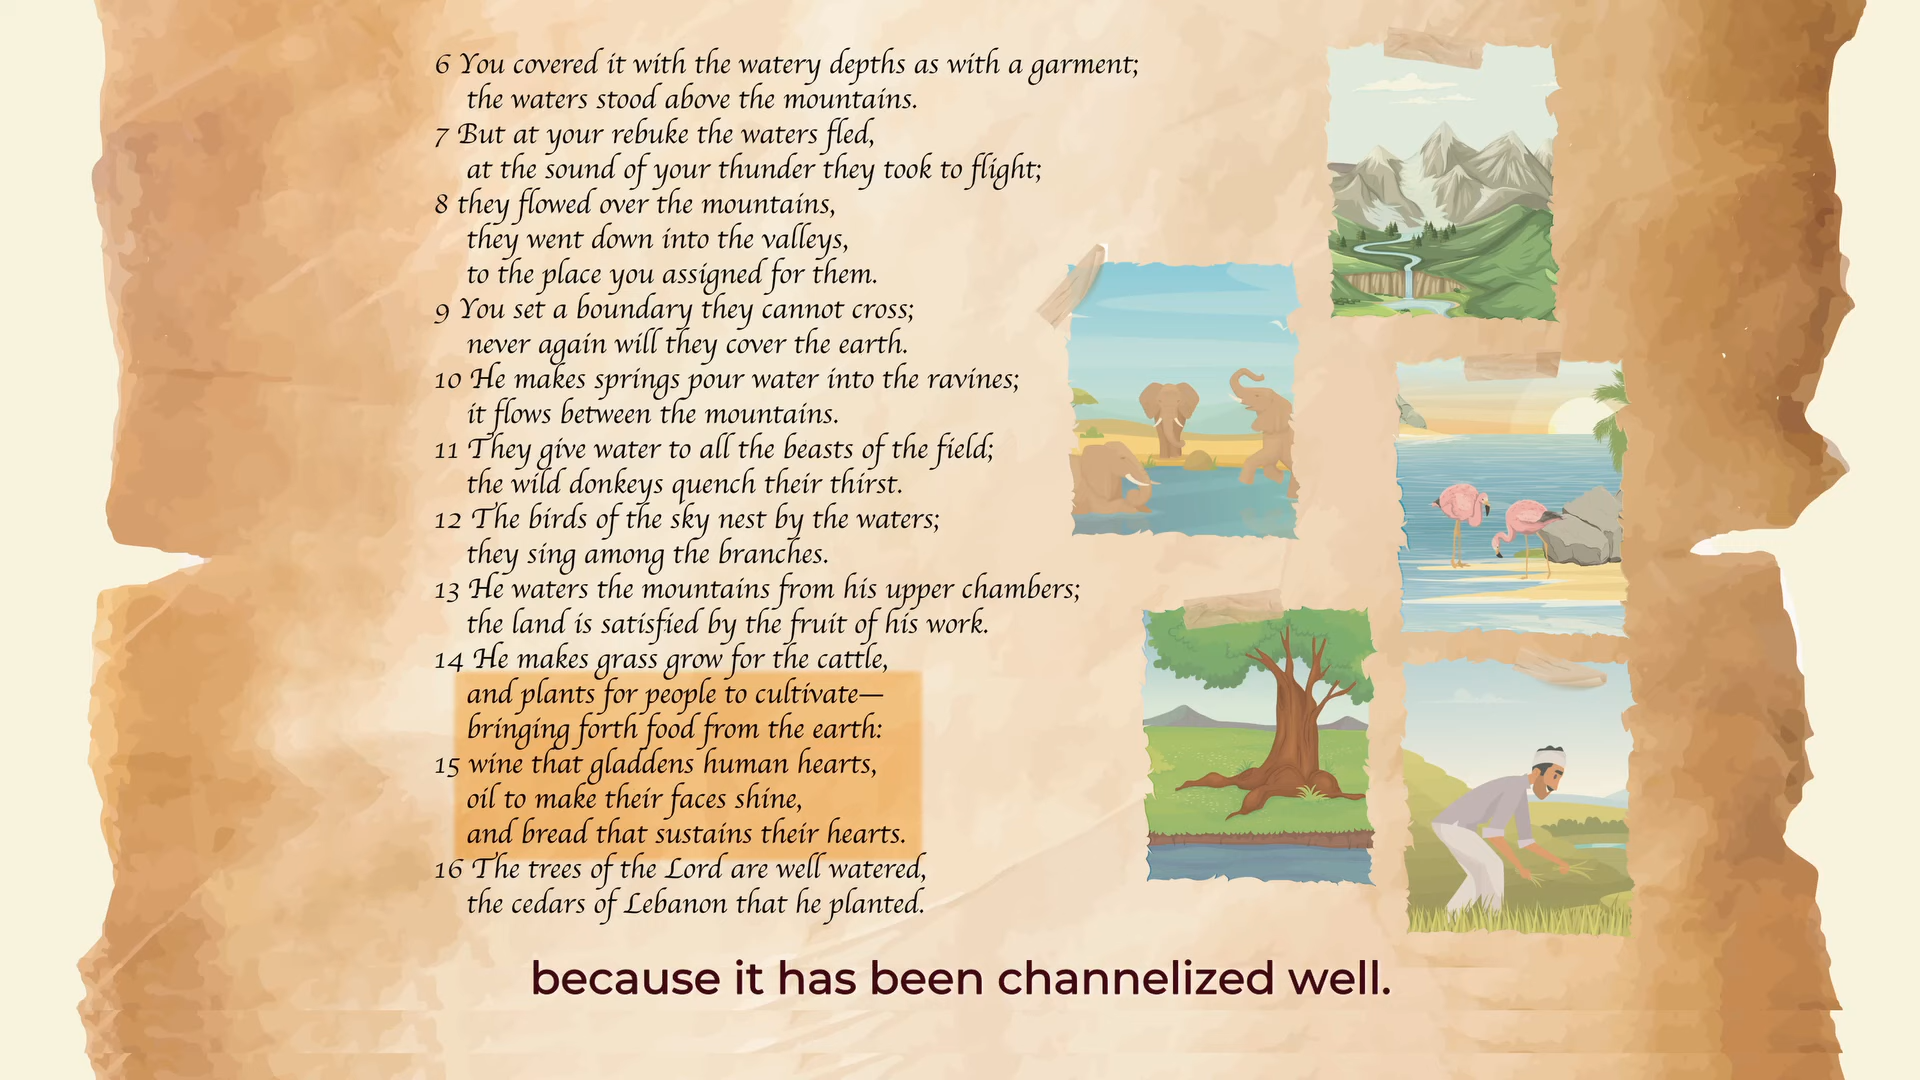 6 You covered it with the watery depths as with a garment;
the waters stood above the mountains.
7 But at your rebuke the waters fled,
at the sound of your thunder they took to flight;
8 they flowed over the mountains,
they went down into the valleys,
to the place you assigned for them.
9 You set a boundary they cannot cross;
never again will they cover the earth.
10 He makes springs pour water into the ravines;
it flows between the mountains.
11 They give water to all the beasts of the field;
the wild donkeys quench their thirst.
12 The birds of the sky nest by the waters;
they sing among the branches.
13 He waters the mountains from his upper chambers;
the land is satisfied by the fruit of his work.
14 He makes grass grow for the cattle,
and plants for people to cultivate—
bringing forth food from the earth:
15 wine that gladdens human hearts,
oil to make their faces shine,
and bread that sustains their hearts.
16 The trees of the Lord are well watered,
the cedars of Lebanon that he planted.
because it has been channelized well.